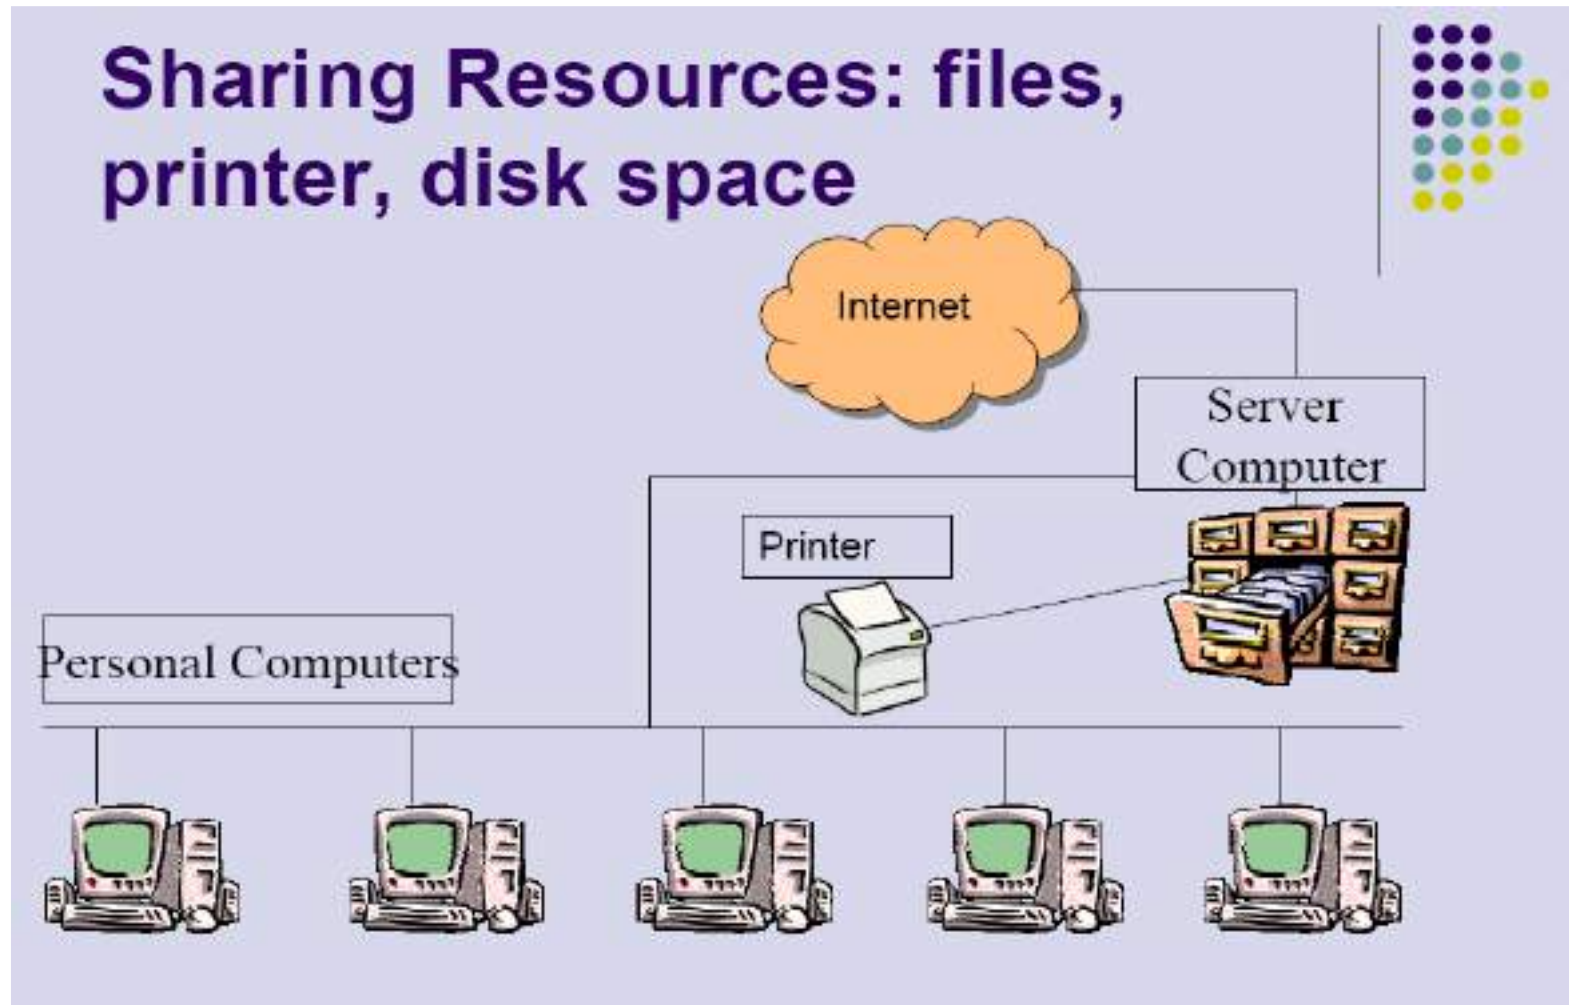 Sharing Resources: files,
printer, disk space
Internet
Server
Computer
Printer
Personal Computers